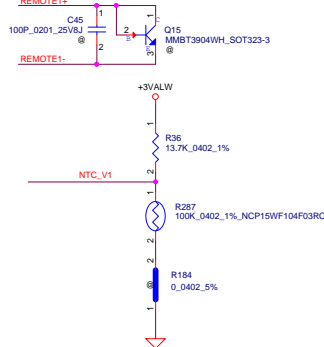 REMOTE1+
1
C45
100P_0201_25V8J
@
2
1
2
3
Q15
MMBT3904WH_SOT323-3
@
REMOTE1-
+3VALW
1
R36
13.7K_0402_1%
2
NTC_V1
1
R287
100K_0402_1%_NCP15WF104F03RC
2
2
@
R184
0_0402_5%
1